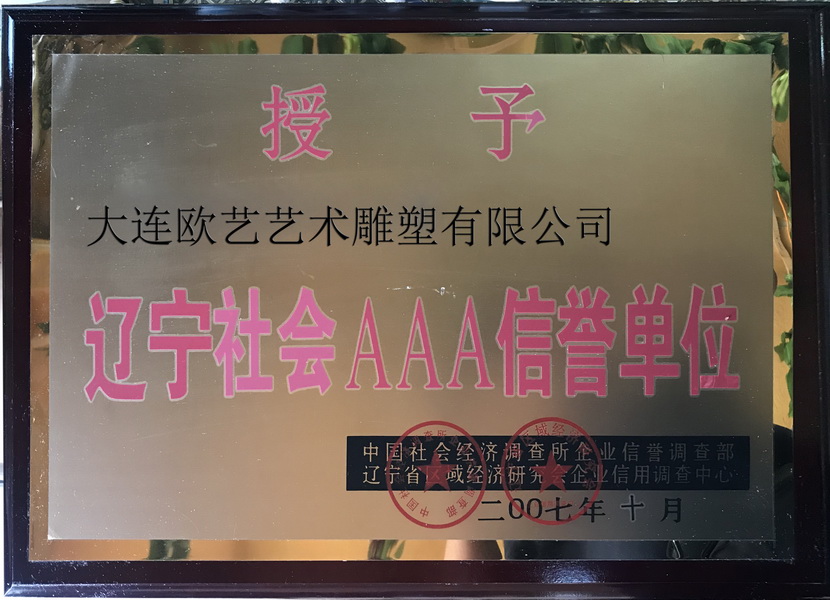 授予
大连欧艺艺术雕塑有限公司
辽宁社会AAA信誉单位
中国社会经济调查所企业信誉调查部
辽宁省区域经济研究会企业信用调查中心
二00七年十月